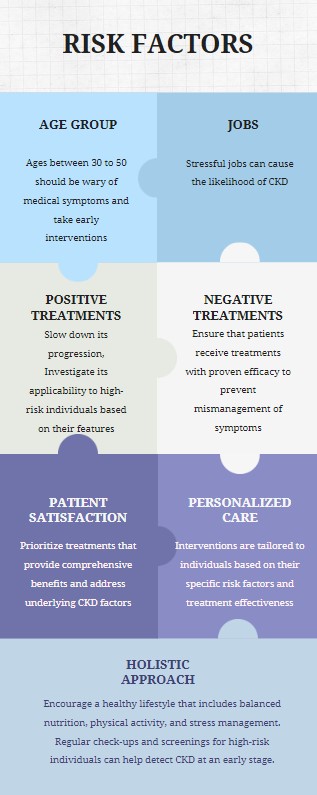 RISK FACTORS
AGE GROUP
Ages between 30 to 50
should be wary of
medical symptoms and
take early
interventions
JOBS
Stressful jobs can cause
the likelihood of CKD
POSITIVE
TREATMENTS
Slow down its
progression,
Investigate its
applicability to high-
risk individuals based
on their features
NEGATIVE
TREATMENTS
Ensure that patients
receive treatments
with proven efficacy to
prevent
mismanagement of
symptoms
PATIENT
SATISFACTION
Prioritize treatments that
provide comprehensive
benefits and address
underlying CKD factors
PERSONALIZED
CARE
Interventions are tailored to
individuals based on their
specific risk factors and
treatment effectiveness
HOLISTIC
APPROACH
Encourage a healthy lifestyle that includes balanced
nutrition, physical activity, and stress management.
Regular check-ups and screenings for high-risk
individuals can help detect CKD at an early stage.